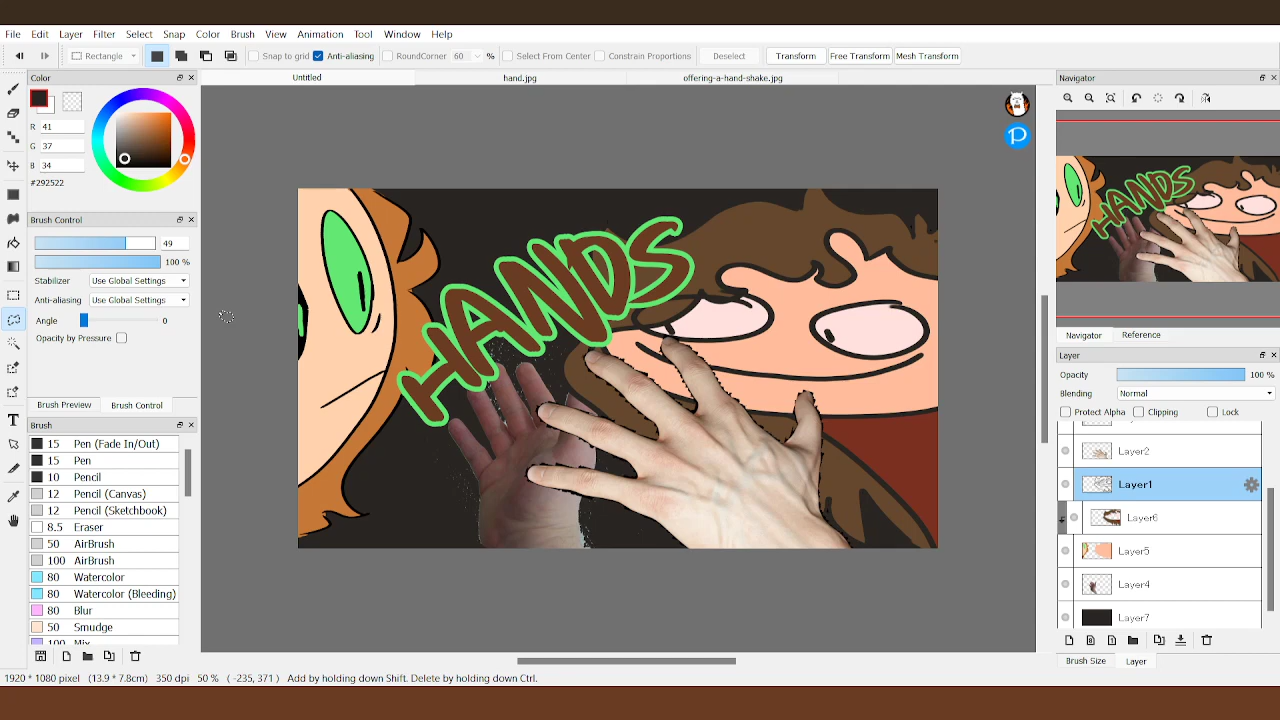 File Edit Layer Filter Select Snap Color Brush View Animation Tool Window Help
Rectangle Snap to grid Anti-aliasing RoundCorner 60 % Select From Center Constrain Proportions Deselect Transform Free Transform Mesh Transform
Color
Untitled hand.jpg offering-a-hand-shake.jpg
Navigator
R 41
G 37
B 34
#292522
P
Brush Control
49
100 %
Stabilizer Use Global Settings
Anti-aliasing Use Global Settings
Angle 0
Opacity by Pressure
HANDS
HANDS
Navigator Reference
Layer
Opacity 100 %
Blending Normal
Protect Alpha Clipping Lock
Brush Preview Brush Control
Brush
15 Pen (Fade In/Out)
15 Pen
10 Pencil
12 Pencil (Canvas)
12 Pencil (Sketchbook)
8.5 Eraser
50 AirBrush
100 AirBrush
80 Watercolor
80 Watercolor (Bleeding)
80 Blur
50 Smudge
100 Mix
Layer2
Layer1
Layer6
Layer5
Layer4
Layer7
Brush Size Layer
1920 * 1080 pixel (13.9 * 7.8cm) 350 dpi 50 % ( -235, 371 ) Add by holding down Shift. Delete by holding down Ctrl.